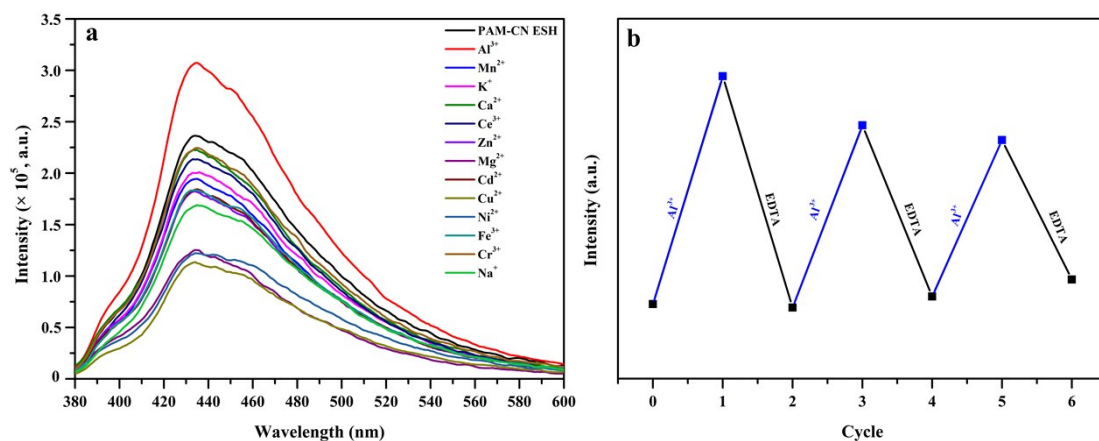 a
Intensity (× 10⁵, a.u.)
3.5
3.0
2.5
2.0
1.5
1.0
0.5
0
380 400 420 440 460 480 500 520 540 560 580 600
Wavelength (nm)
PAM-CN ESH
Al³⁺
Mn²⁺
K⁺
Ca²⁺
Ce³⁺
Zn²⁺
Mg²⁺
Cd²⁺
Cu²⁺
Ni²⁺
Fe³⁺
Cr³⁺
Na⁺
b
Intensity (a.u.)
Al³⁺
EDTA
Al³⁺
EDTA
Al³⁺
EDTA
0 1 2 3 4 5 6
Cycle